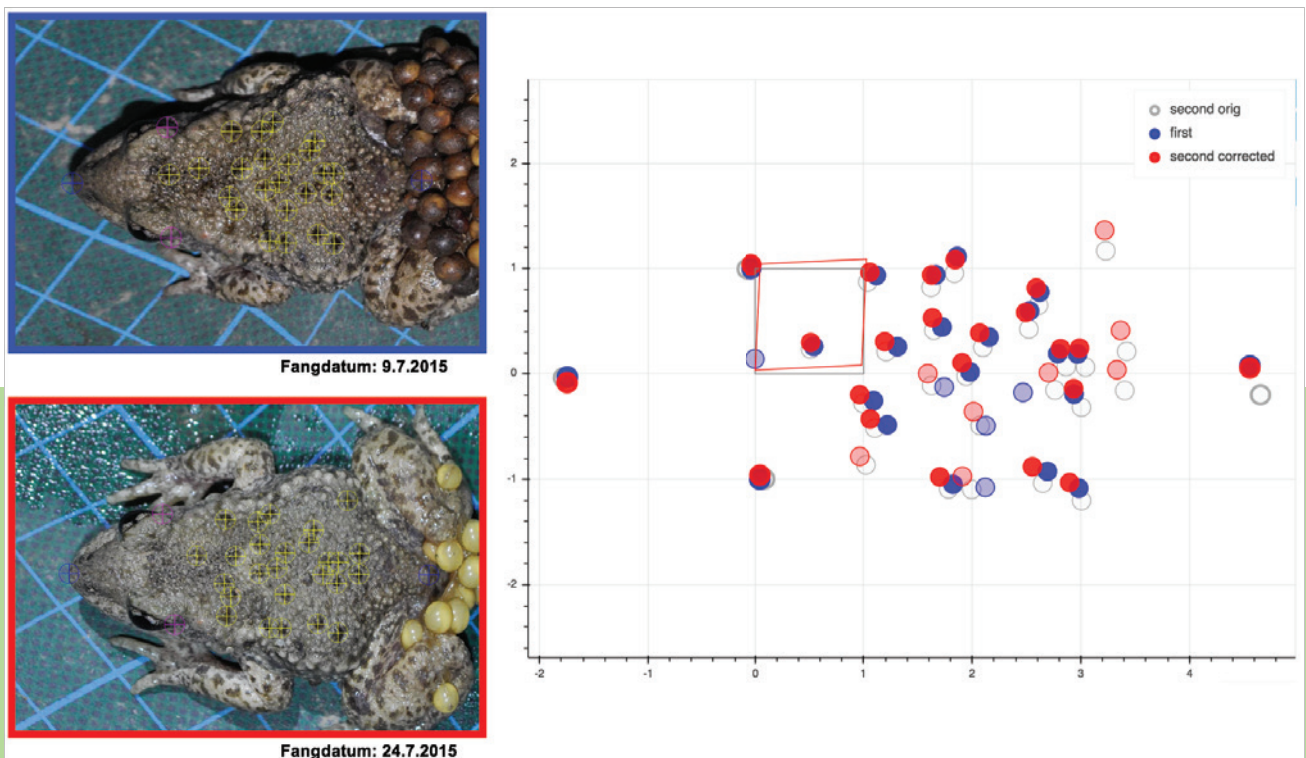 Fangdatum: 9.7.2015
Fangdatum: 24.7.2015
second orig
first
second corrected
2
1
0
-1
-2
-2
-1
0
1
2
3
4